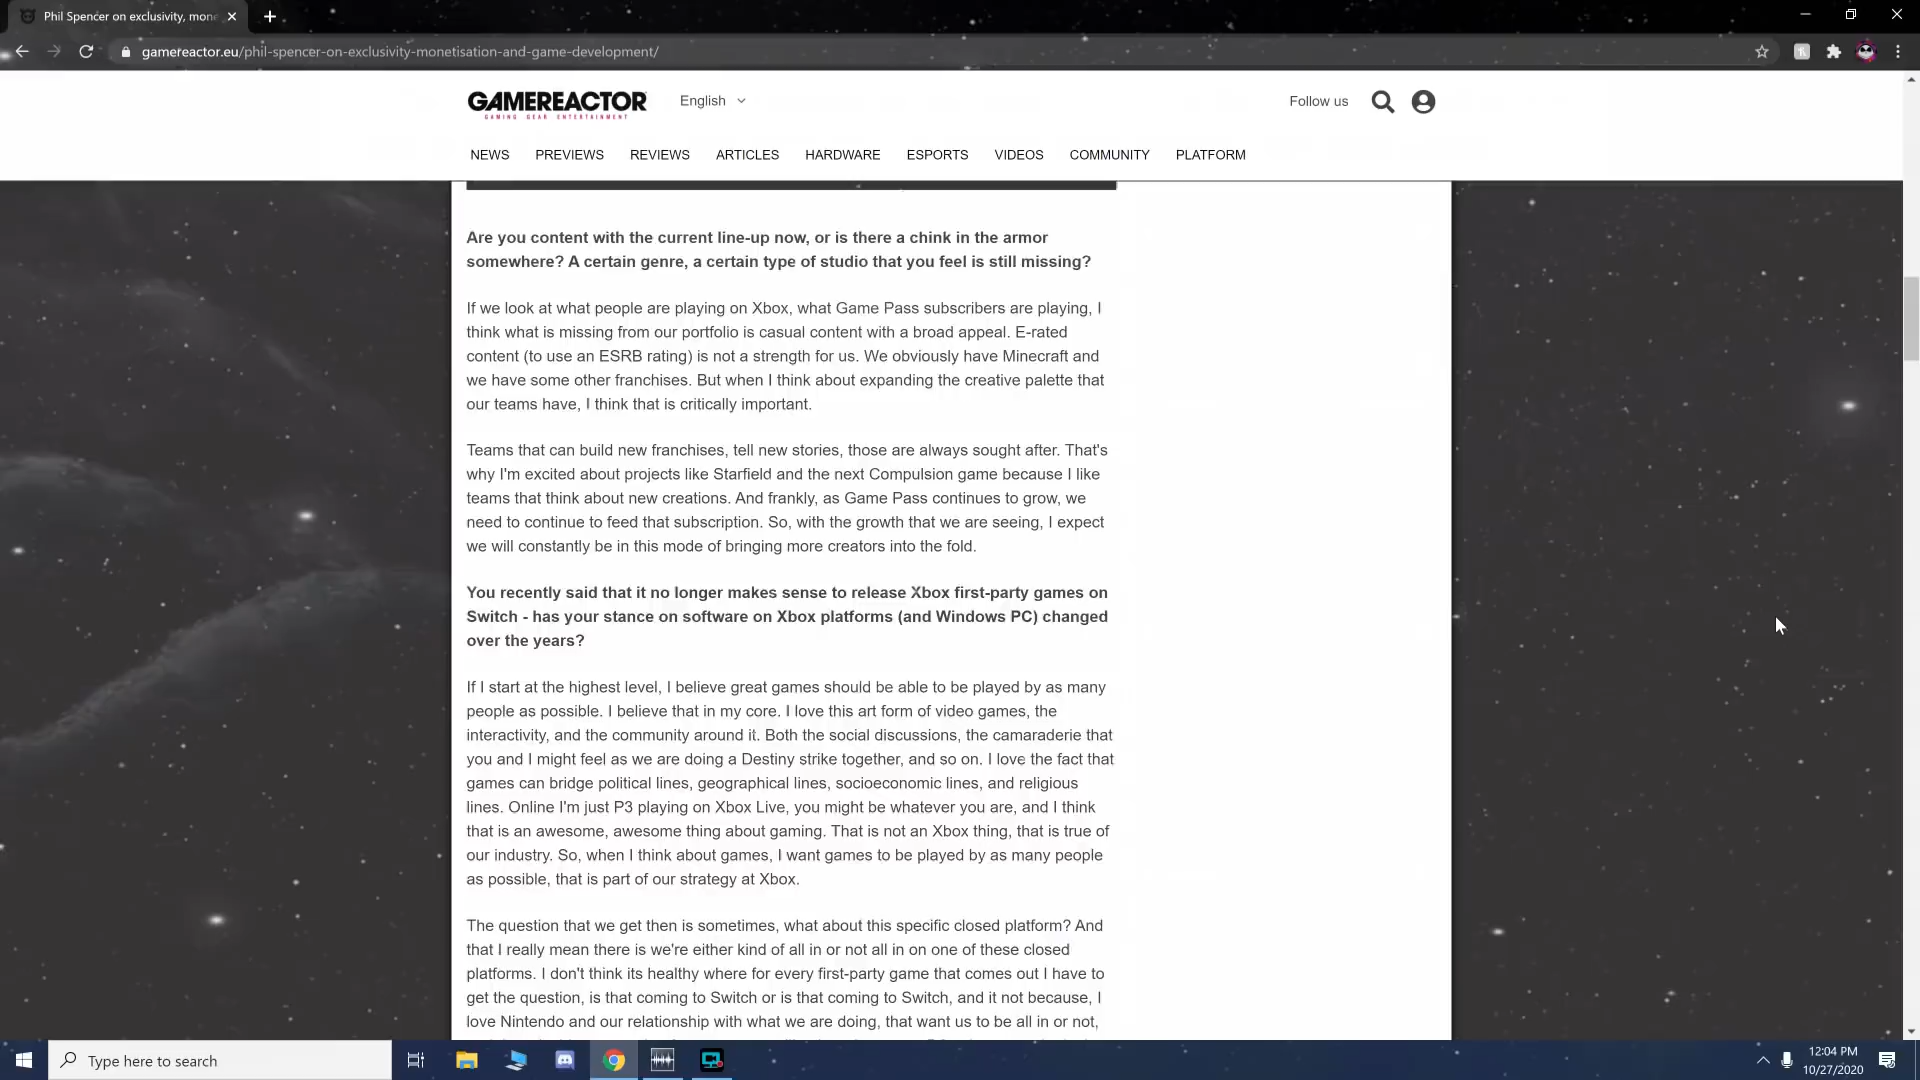 Phil Spencer on exclusivity, mone
gamereactor.eu/phil-spencer-on-exclusivity-monetisation-and-game-development/
GAMEREACTOR
GAMING GEAR ENTERTAINMENT
English
Follow us
NEWS PREVIEWS REVIEWS ARTICLES HARDWARE ESPORTS VIDEOS COMMUNITY PLATFORM
Are you content with the current line-up now, or is there a chink in the armor
somewhere? A certain genre, a certain type of studio that you feel is still missing?
If we look at what people are playing on Xbox, what Game Pass subscribers are playing, I
think what is missing from our portfolio is casual content with a broad appeal. E-rated
content (to use an ESRB rating) is not a strength for us. We obviously have Minecraft and
we have some other franchises. But when I think about expanding the creative palette that
our teams have, I think that is critically important.
Teams that can build new franchises, tell new stories, those are always sought after. That's
why I'm excited about projects like Starfield and the next Compulsion game because I like
teams that think about new creations. And frankly, as Game Pass continues to grow, we
need to continue to feed that subscription. So, with the growth that we are seeing, I expect
we will constantly be in this mode of bringing more creators into the fold.
You recently said that it no longer makes sense to release Xbox first-party games on
Switch - has your stance on software on Xbox platforms (and Windows PC) changed
over the years?
If I start at the highest level, I believe great games should be able to be played by as many
people as possible. I believe that in my core. I love this art form of video games, the
interactivity, and the community around it. Both the social discussions, the camaraderie that
you and I might feel as we are doing a Destiny strike together, and so on. I love the fact that
games can bridge political lines, geographical lines, socioeconomic lines, and religious
lines. Online I'm just P3 playing on Xbox Live, you might be whatever you are, and I think
that is an awesome, awesome thing about gaming. That is not an Xbox thing, that is true of
our industry. So, when I think about games, I want games to be played by as many people
as possible, that is part of our strategy at Xbox.
The question that we get then is sometimes, what about this specific closed platform? And
that I really mean there is we're either kind of all in or not all in on one of these closed
platforms. I don't think its healthy where for every first-party game that comes out I have to
get the question, is that coming to Switch or is that coming to Switch, and it not because, I
love Nintendo and our relationship with what we are doing, that want us to be all in or not,
Type here to search
12:04 PM
10/27/2020